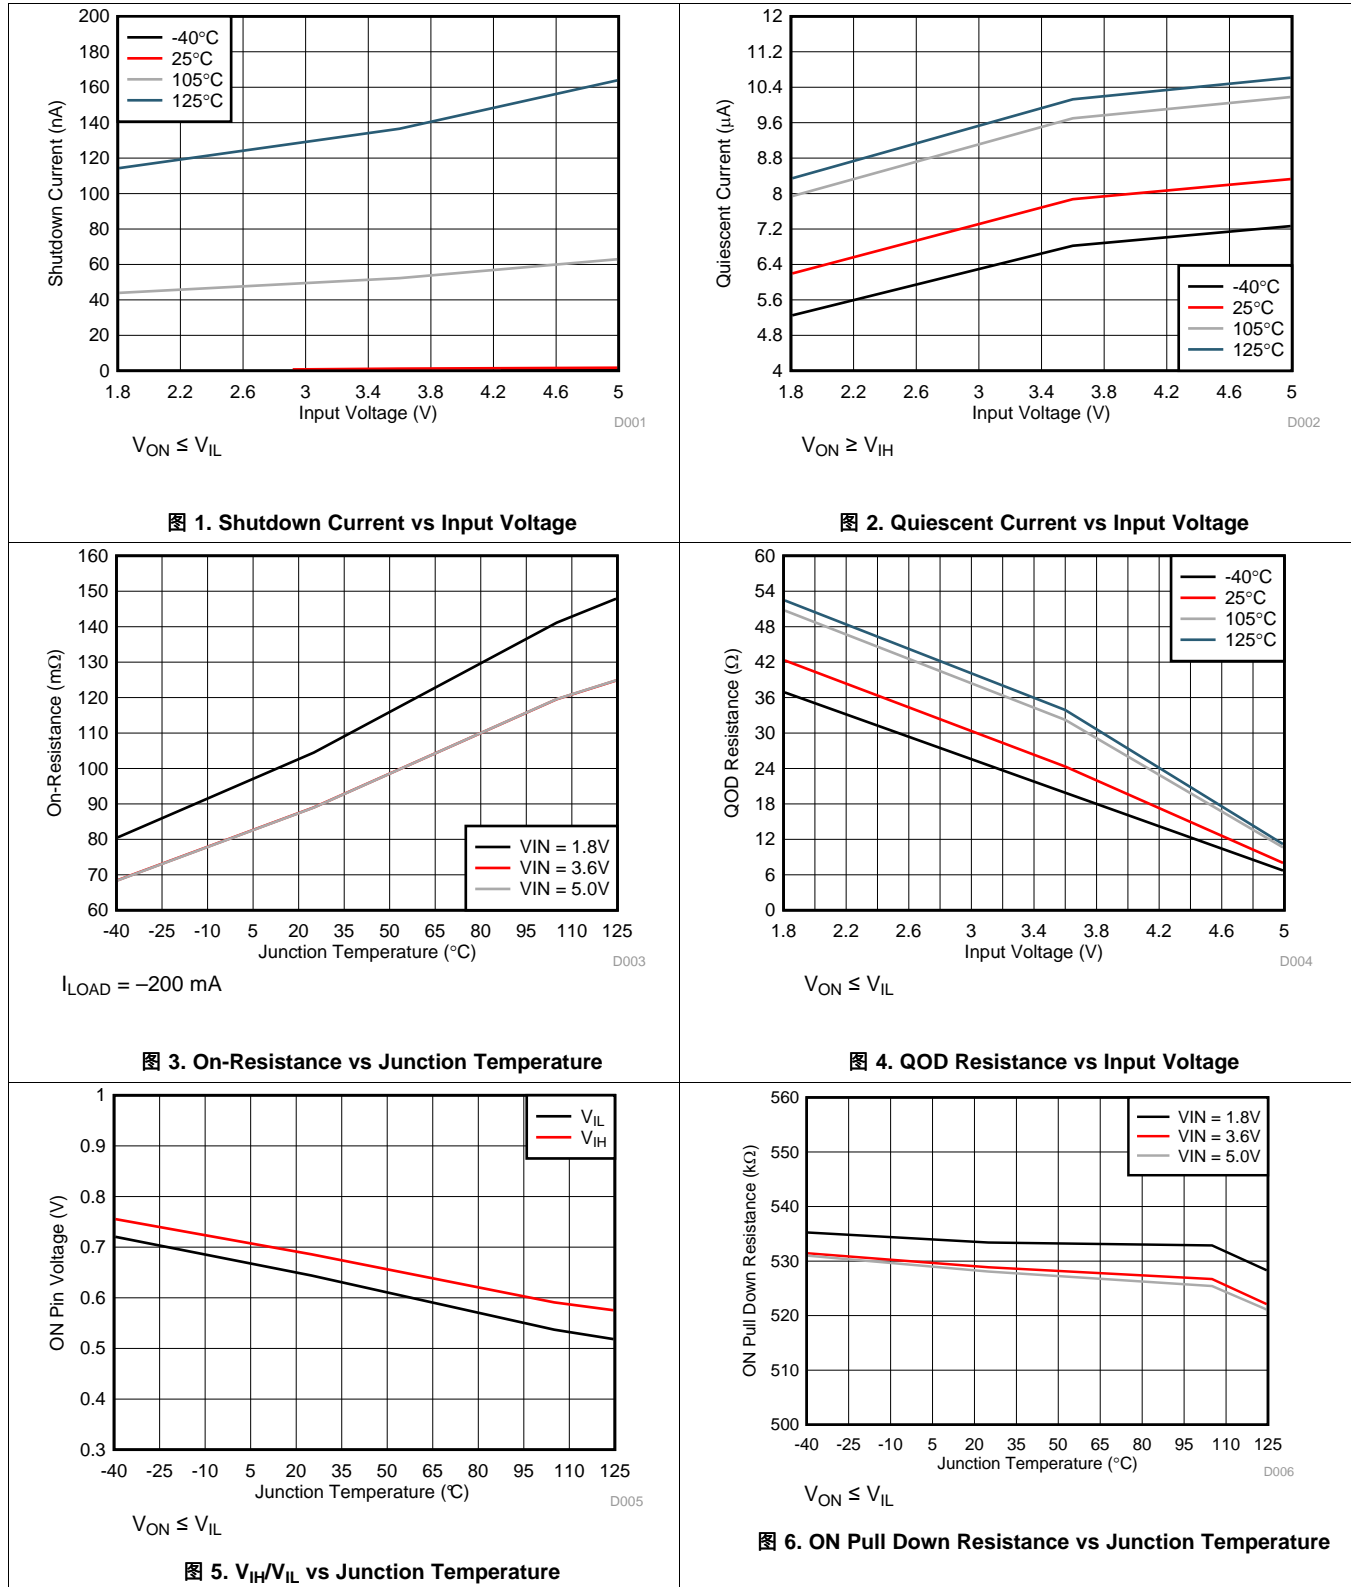 200
180
160
140
120
100
80
60
40
20
0
Shutdown Current (nA)
-40°C
25°C
105°C
125°C
1.8 2.2 2.6 3 3.4 3.8 4.2 4.6 5
Input Voltage (V)
D001
VON ≤ VIL
图 1. Shutdown Current vs Input Voltage
12
11.2
10.4
9.6
8.8
8
7.2
6.4
5.6
4.8
4
Quiescent Current (μA)
-40°C
25°C
105°C
125°C
1.8 2.2 2.6 3 3.4 3.8 4.2 4.6 5
Input Voltage (V)
D002
VON ≥ VIH
图 2. Quiescent Current vs Input Voltage
160
150
140
130
120
110
100
90
80
70
60
On-Resistance (mΩ)
VIN = 1.8V
VIN = 3.6V
VIN = 5.0V
-40 -25 -10 5 20 35 50 65 80 95 110 125
Junction Temperature (°C)
D003
ILOAD = –200 mA
图 3. On-Resistance vs Junction Temperature
60
54
48
42
36
30
24
18
12
6
0
QOD Resistance (Ω)
-40°C
25°C
105°C
125°C
1.8 2.2 2.6 3 3.4 3.8 4.2 4.6 5
Input Voltage (V)
D004
VON ≤ VIL
图 4. QOD Resistance vs Input Voltage
1
0.9
0.8
0.7
0.6
0.5
0.4
0.3
ON Pin Voltage (V)
VIL
VIH
-40 -25 -10 5 20 35 50 65 80 95 110 125
Junction Temperature (°C)
D005
VON ≤ VIL
图 5. VIH/VIL vs Junction Temperature
560
550
540
530
520
510
500
ON Pull Down Resistance (kΩ)
VIN = 1.8V
VIN = 3.6V
VIN = 5.0V
-40 -25 -10 5 20 35 50 65 80 95 110 125
Junction Temperature (°C)
D006
VON ≤ VIL
图 6. ON Pull Down Resistance vs Junction Temperature